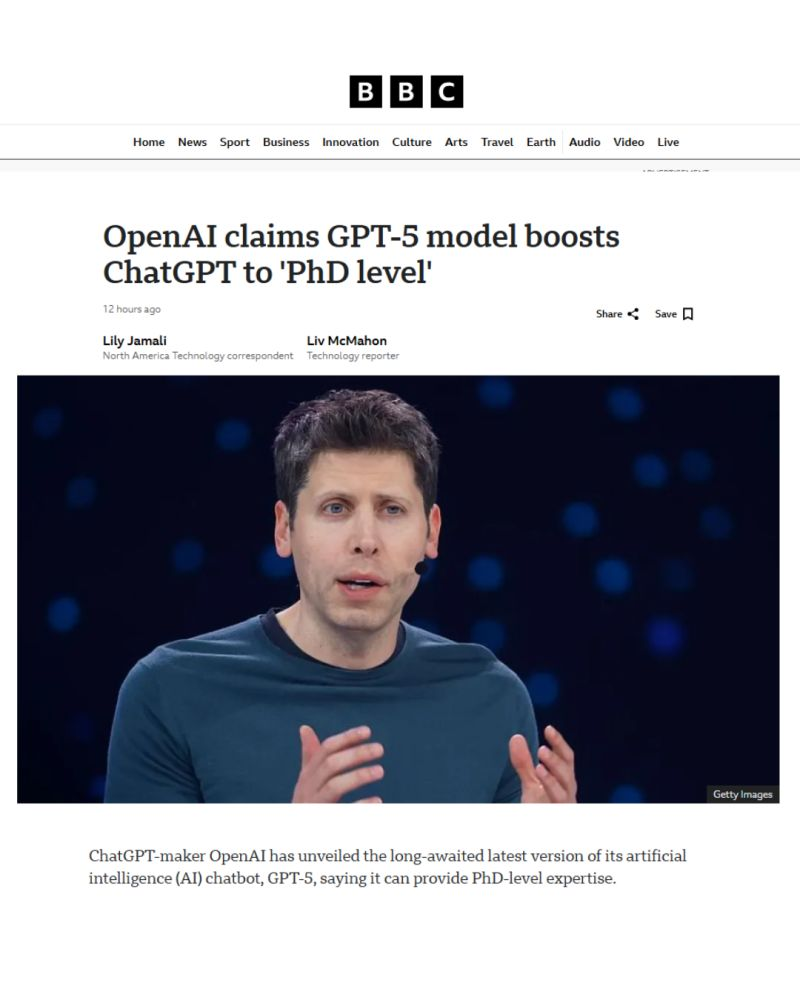 BBC
Home News Sport Business Innovation Culture Arts Travel Earth Audio Video Live
OpenAI claims GPT-5 model boosts
ChatGPT to 'PhD level'
12 hours ago
Share Save
Lily Jamali Liv McMahon
North America Technology correspondent Technology reporter
Getty Images
ChatGPT-maker OpenAI has unveiled the long-awaited latest version of its artificial
intelligence (AI) chatbot, GPT-5, saying it can provide PhD-level expertise.